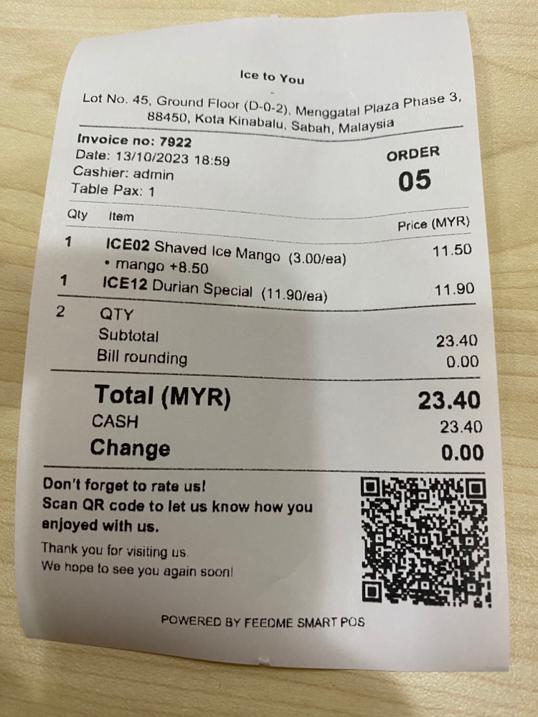 Ice to You
-
Lot No. 45, Ground Floor (D-0-2), Menggatal Plaza Phase 3,
88450, Kota Kinabalu, Sabah, Malaysia
Invoice no: 7922
Date: 13/10/2023 18:59
Cashier: admin
Table Pax: 1
ORDER
05
Qty Item Price (MYR)
1 ICE02 Shaved Ice Mango (3.00/ea) 11.50
• mango +8.50
1 ICE12 Durian Special (11.90/ea) 11.90
2 QTY
Subtotal 23.40
Bill rounding 0.00
Total (MYR) 23.40
CASH 23.40
Change 0.00
Don't forget to rate us!
Scan QR code to let us know how you
enjoyed with us.
Thank you for visiting us.
We hope to see you again soon!
POWERED BY FEEDME SMART POS